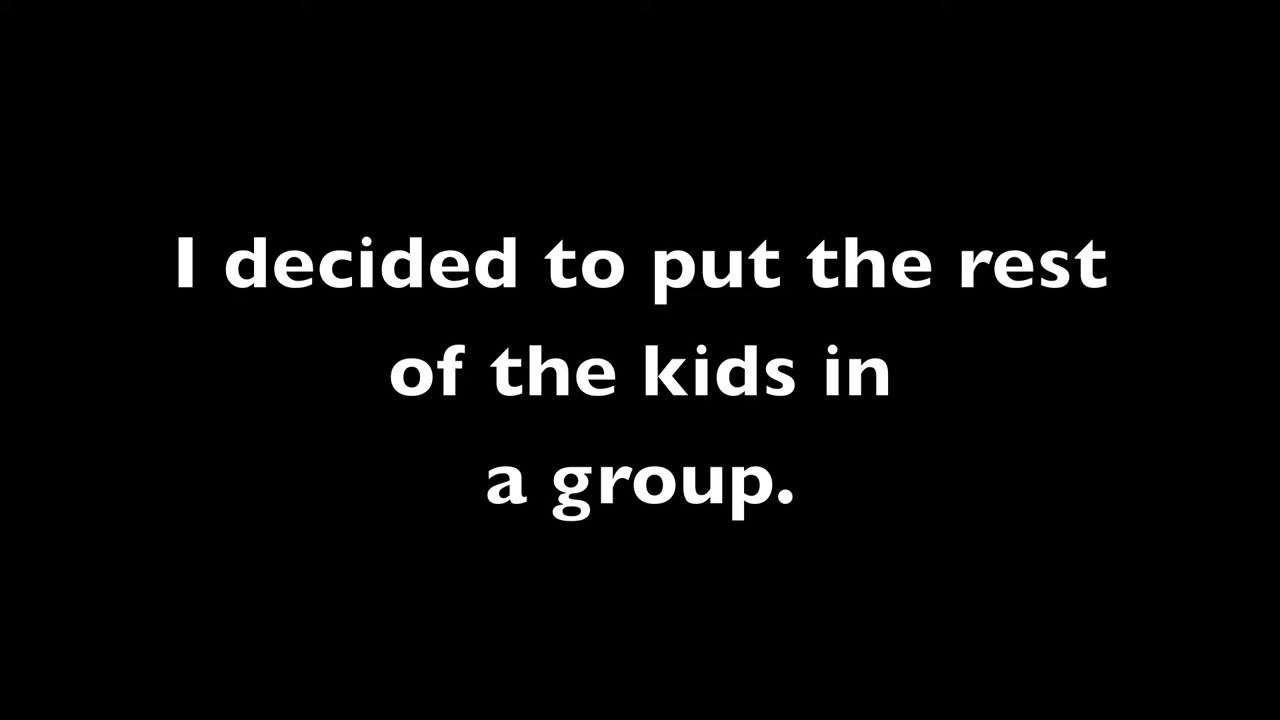 I decided to put the rest
of the kids in
a group.